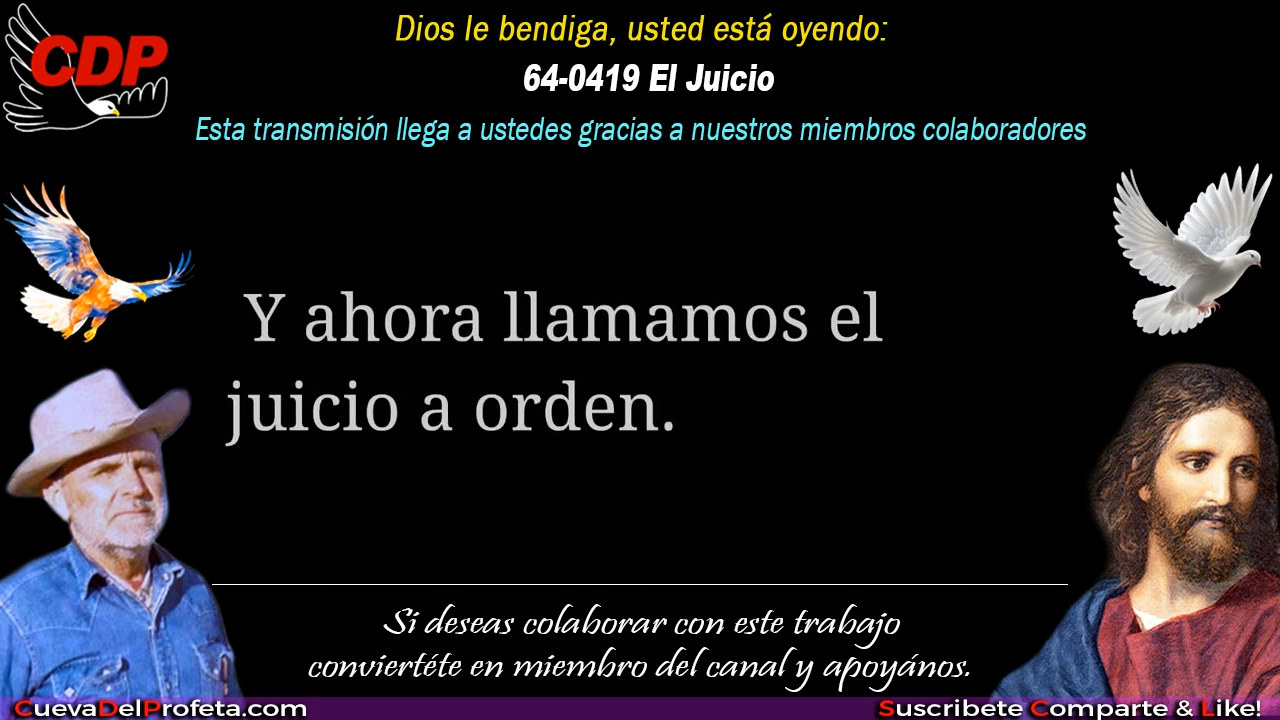 CDP
Dios le bendiga, usted está oyendo:
64-0419 El Juicio
Esta transmisión llega a ustedes gracias a nuestros miembros colaboradores
Y ahora llamamos el
juicio a orden.
Si deseas colaborar con este trabajo
conviertéte en miembro del canal y apoyános.
CuevaDelProfeta.com
Suscribete Comparte & Like!